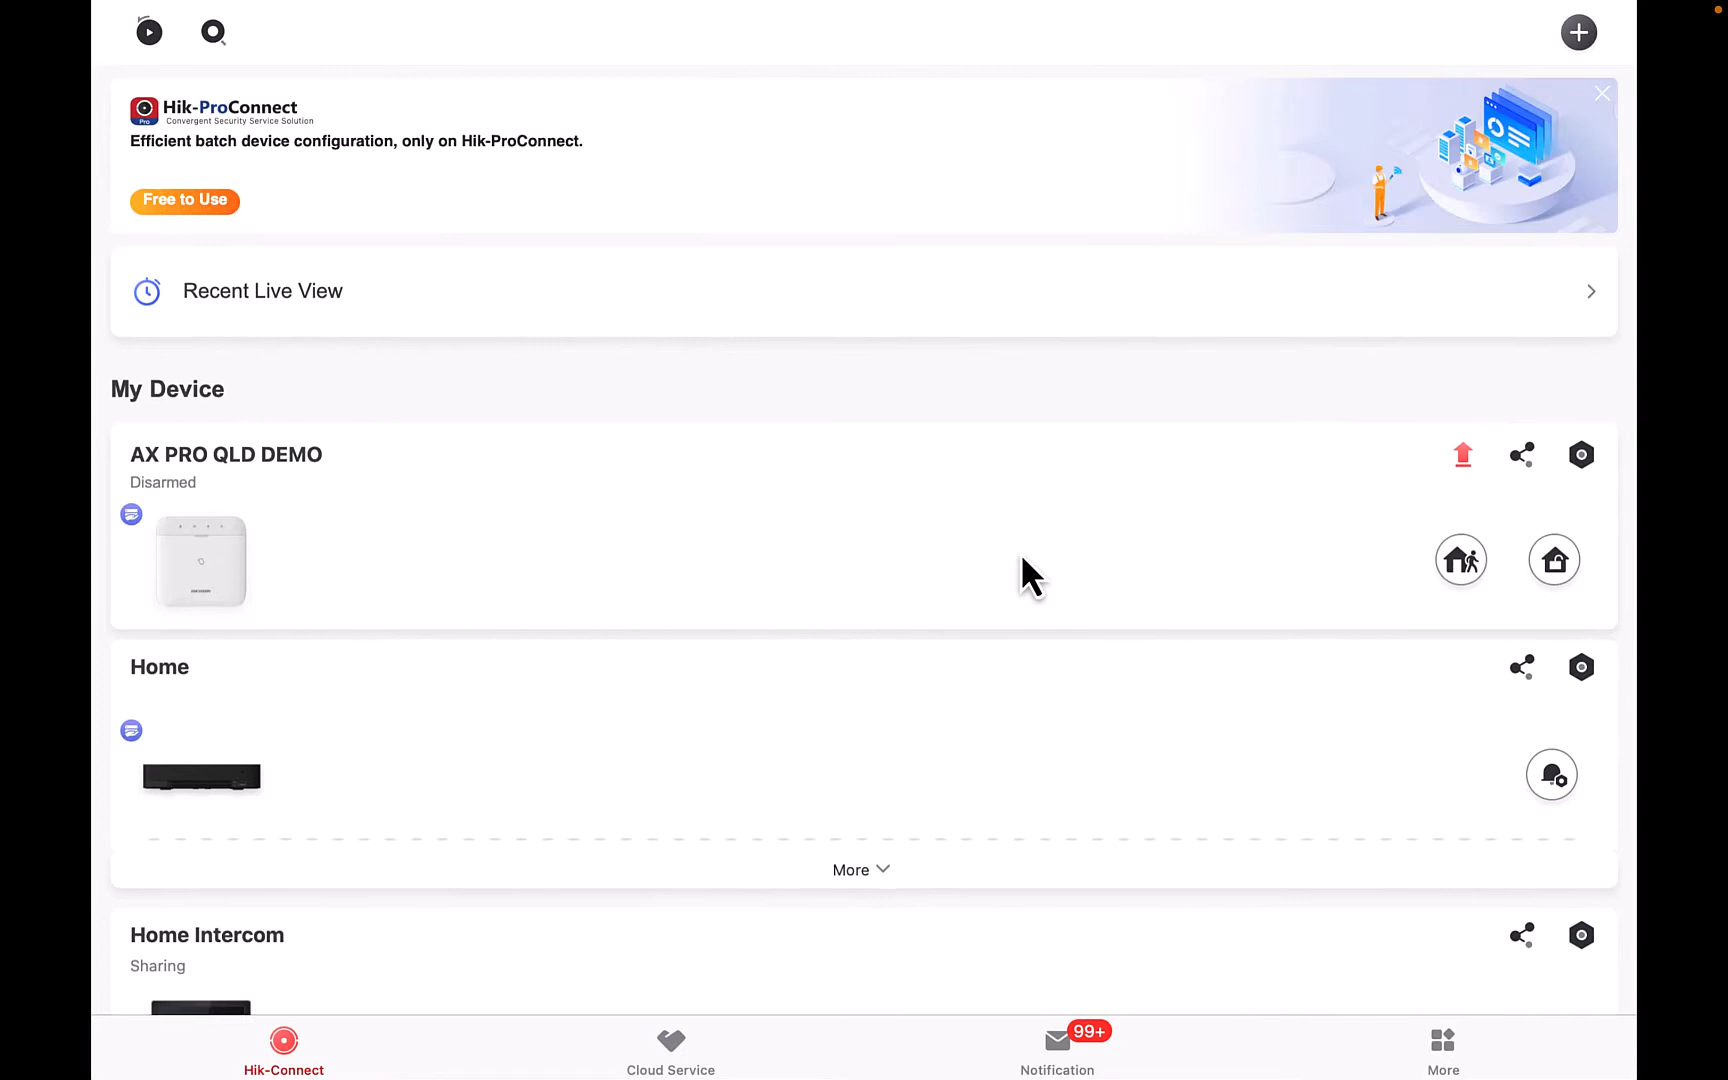 Hik-ProConnect
Convergent Security Service Solution
Efficient batch device configuration, only on Hik-ProConnect.
Free to Use
Recent Live View
My Device
AX PRO QLD DEMO
Disarmed
Home
More
Home Intercom
Sharing
Hik-Connect
Cloud Service
99+
Notification
More